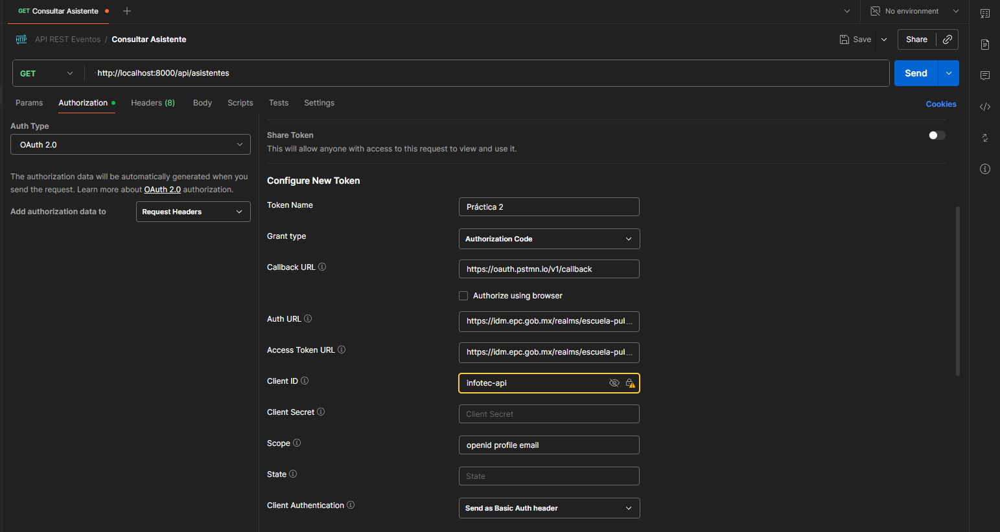 GET Consultar Asistente
No environment
HTTP API REST Eventos / Consultar Asistente
Save
Share
GET
http://localhost:8000/api/asistentes
Send
Params
Authorization
Headers (8)
Body
Scripts
Tests
Settings
Cookies
Auth Type
OAuth 2.0
The authorization data will be automatically generated when you
send the request. Learn more about OAuth 2.0 authorization.
Add authorization data to
Request Headers
Share Token
This will allow anyone with access to this request to view and use it.
Configure New Token
Token Name
Práctica 2
Grant type
Authorization Code
Callback URL
https://oauth.pstmn.io/v1/callback
Authorize using browser
Auth URL
https://idm.epc.gob.mx/realms/escuela-pul...
Access Token URL
https://idm.epc.gob.mx/realms/escuela-pul...
Client ID
infotec-api
Client Secret
Client Secret
Scope
openid profile email
State
State
Client Authentication
Send as Basic Auth header